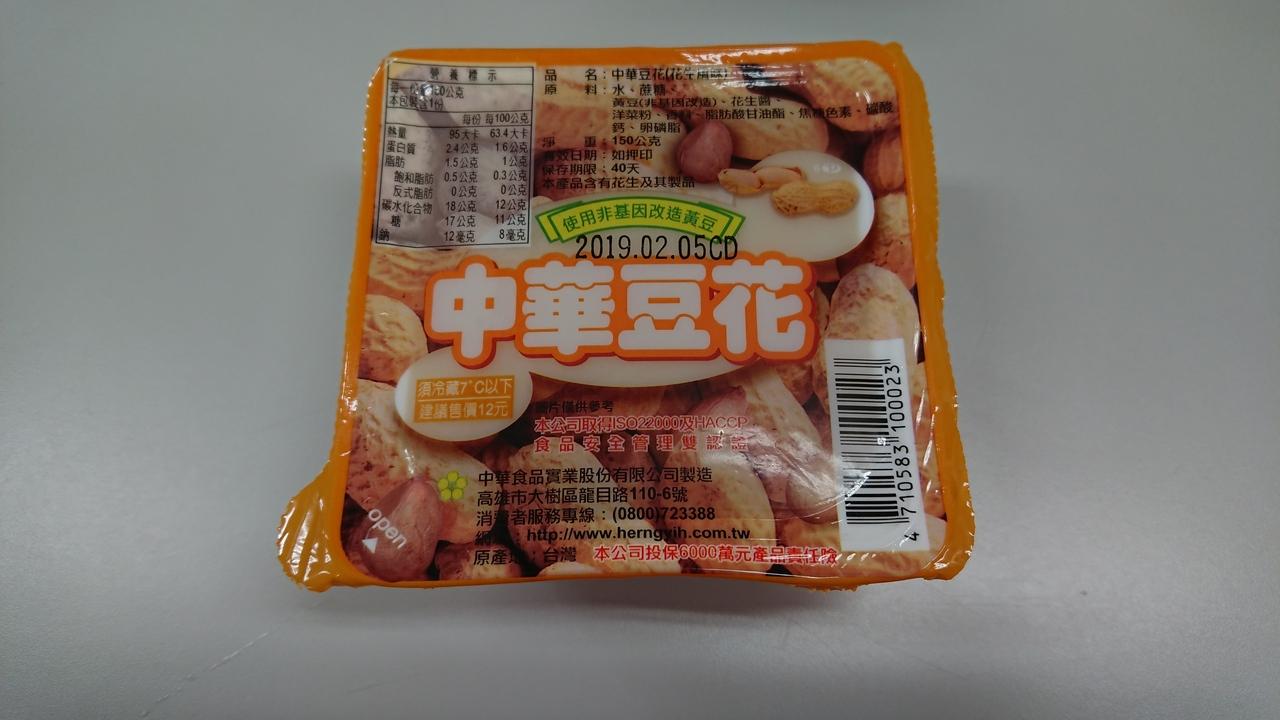 營養標示
本包裝含1份
每份 每100公克
熱量 95大卡 63.4大卡
蛋白質 2.4公克 1.6公克
脂肪 1.5公克 1公克
飽和脂肪 0.5公克 0.3公克
反式脂肪 0公克 0公克
碳水化合物 18公克 12公克
糖 17公克 11公克
鈉 12毫克 8毫克
品 名：中華豆花(花生
原 料：水、蔗糖、
黃豆(非基因改造)、花生醬、
洋菜粉、香料、脂肪酸甘油酯、焦糖色素、碳酸
鈣、卵磷脂
淨 重：150公克
有效日期：如押印
保存期限：40天
本產品含有花生及其製品
使用非基因改造黃豆
2019.02.05CD
中華豆花
須冷藏7°C以下
建議售價12元
圖片僅供參考
本公司取得ISO22000及HACCP
食品安全管理雙認證
中華食品實業股份有限公司製造
高雄市大樹區龍目路110-6號
消費者服務專線：(0800)723388
網 ：http://www.herngyih.com.tw
原產地：台灣 本公司投保6000萬元產品責任險
open
4 710583 100023